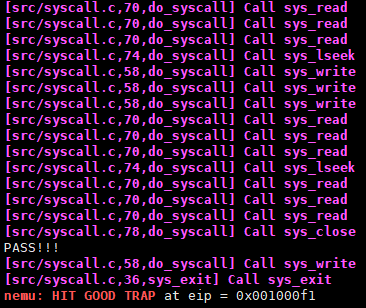 [src/syscall.c,70,do_syscall] Call sys_read
[src/syscall.c,70,do_syscall] Call sys_read
[src/syscall.c,70,do_syscall] Call sys_read
[src/syscall.c,74,do_syscall] Call sys_lseek
[src/syscall.c,58,do_syscall] Call sys_write
[src/syscall.c,58,do_syscall] Call sys_write
[src/syscall.c,58,do_syscall] Call sys_write
[src/syscall.c,70,do_syscall] Call sys_read
[src/syscall.c,70,do_syscall] Call sys_read
[src/syscall.c,70,do_syscall] Call sys_read
[src/syscall.c,74,do_syscall] Call sys_lseek
[src/syscall.c,70,do_syscall] Call sys_read
[src/syscall.c,70,do_syscall] Call sys_read
[src/syscall.c,70,do_syscall] Call sys_read
[src/syscall.c,78,do_syscall] Call sys_close
PASS!!!
[src/syscall.c,58,do_syscall] Call sys_write
[src/syscall.c,36,sys_exit] Call sys_exit
nemu: HIT GOOD TRAP at eip = 0x001000f1